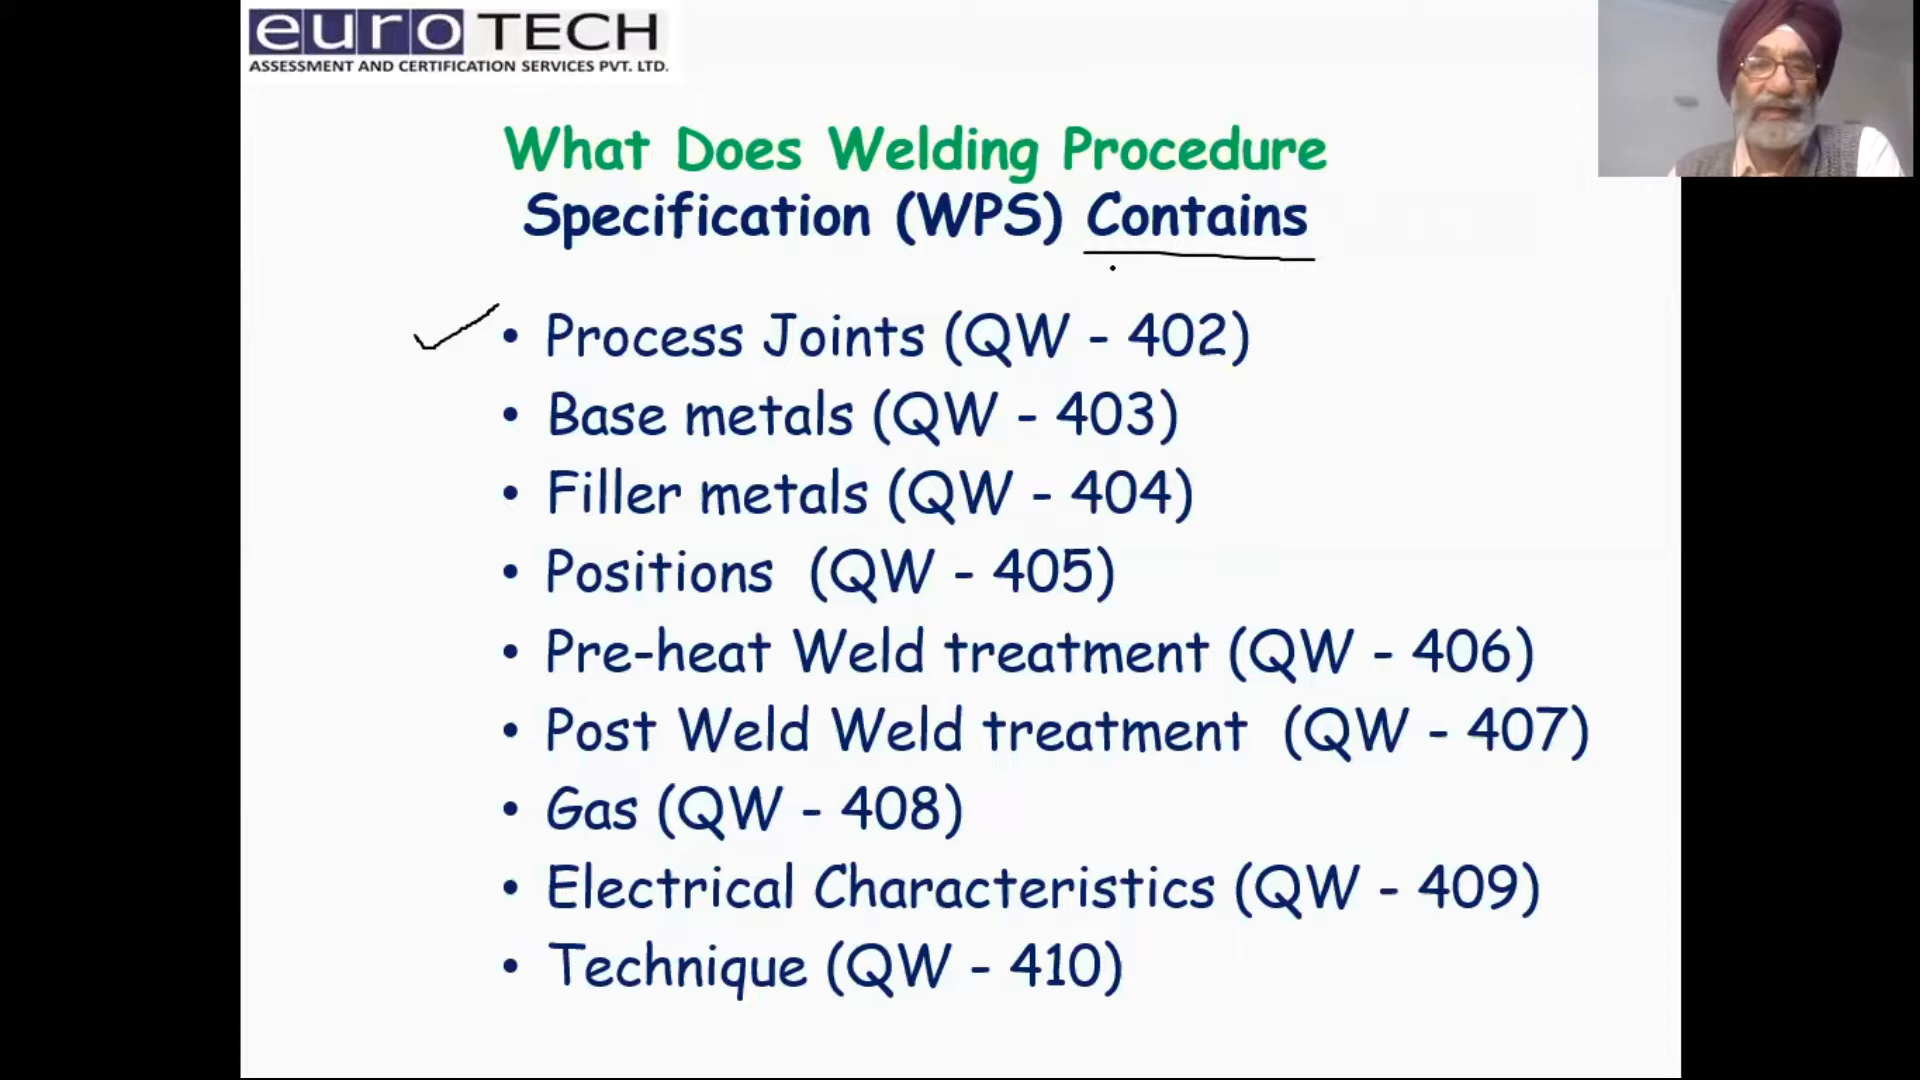 euro TECH
ASSESSMENT AND CERTIFICATION SERVICES PVT. LTD.
What Does Welding Procedure
Specification (WPS) Contains
• Process Joints (QW - 402)
• Base metals (QW - 403)
• Filler metals (QW - 404)
• Positions (QW - 405)
• Pre-heat Weld treatment (QW - 406)
• Post Weld Weld treatment (QW - 407)
• Gas (QW - 408)
• Electrical Characteristics (QW - 409)
• Technique (QW - 410)